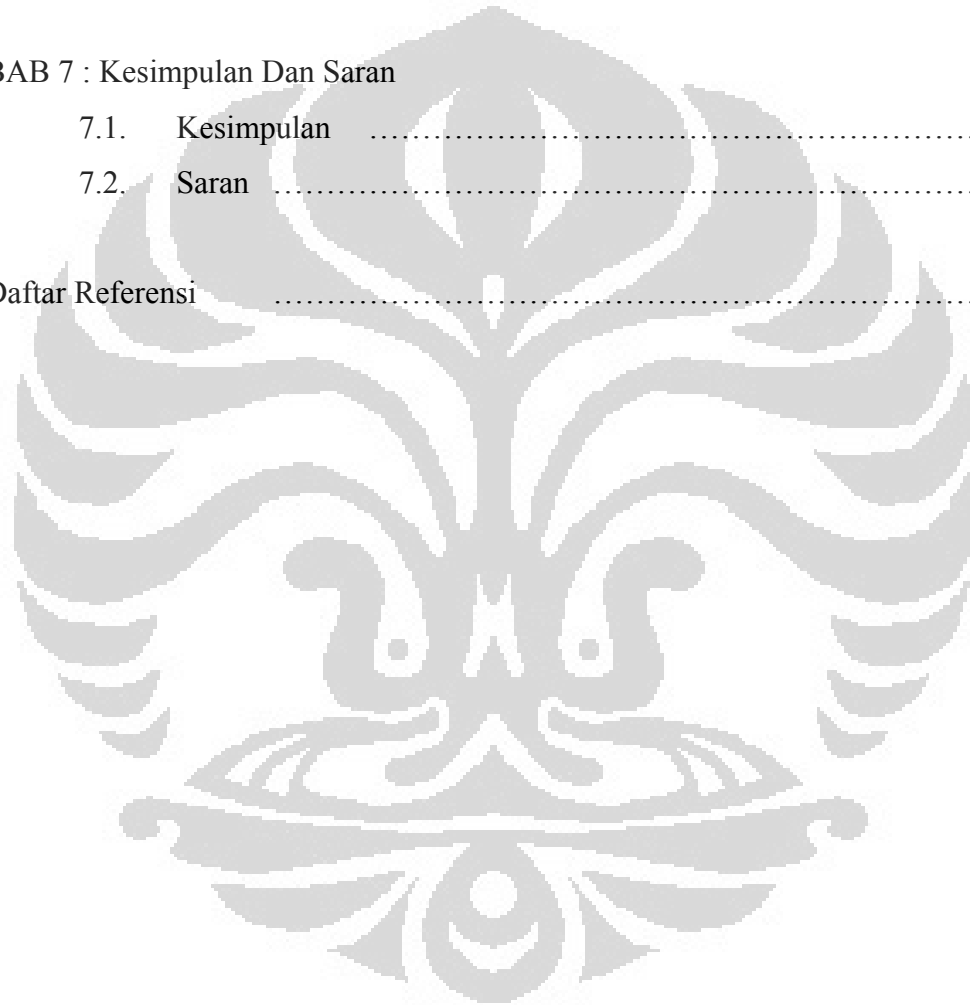 BAB 7 : Kesimpulan Dan Saran
7.1. Kesimpulan ……………………………………………………………
7.2. Saran ………………………………………………………………………
Daftar Referensi ………………………………………………………………………